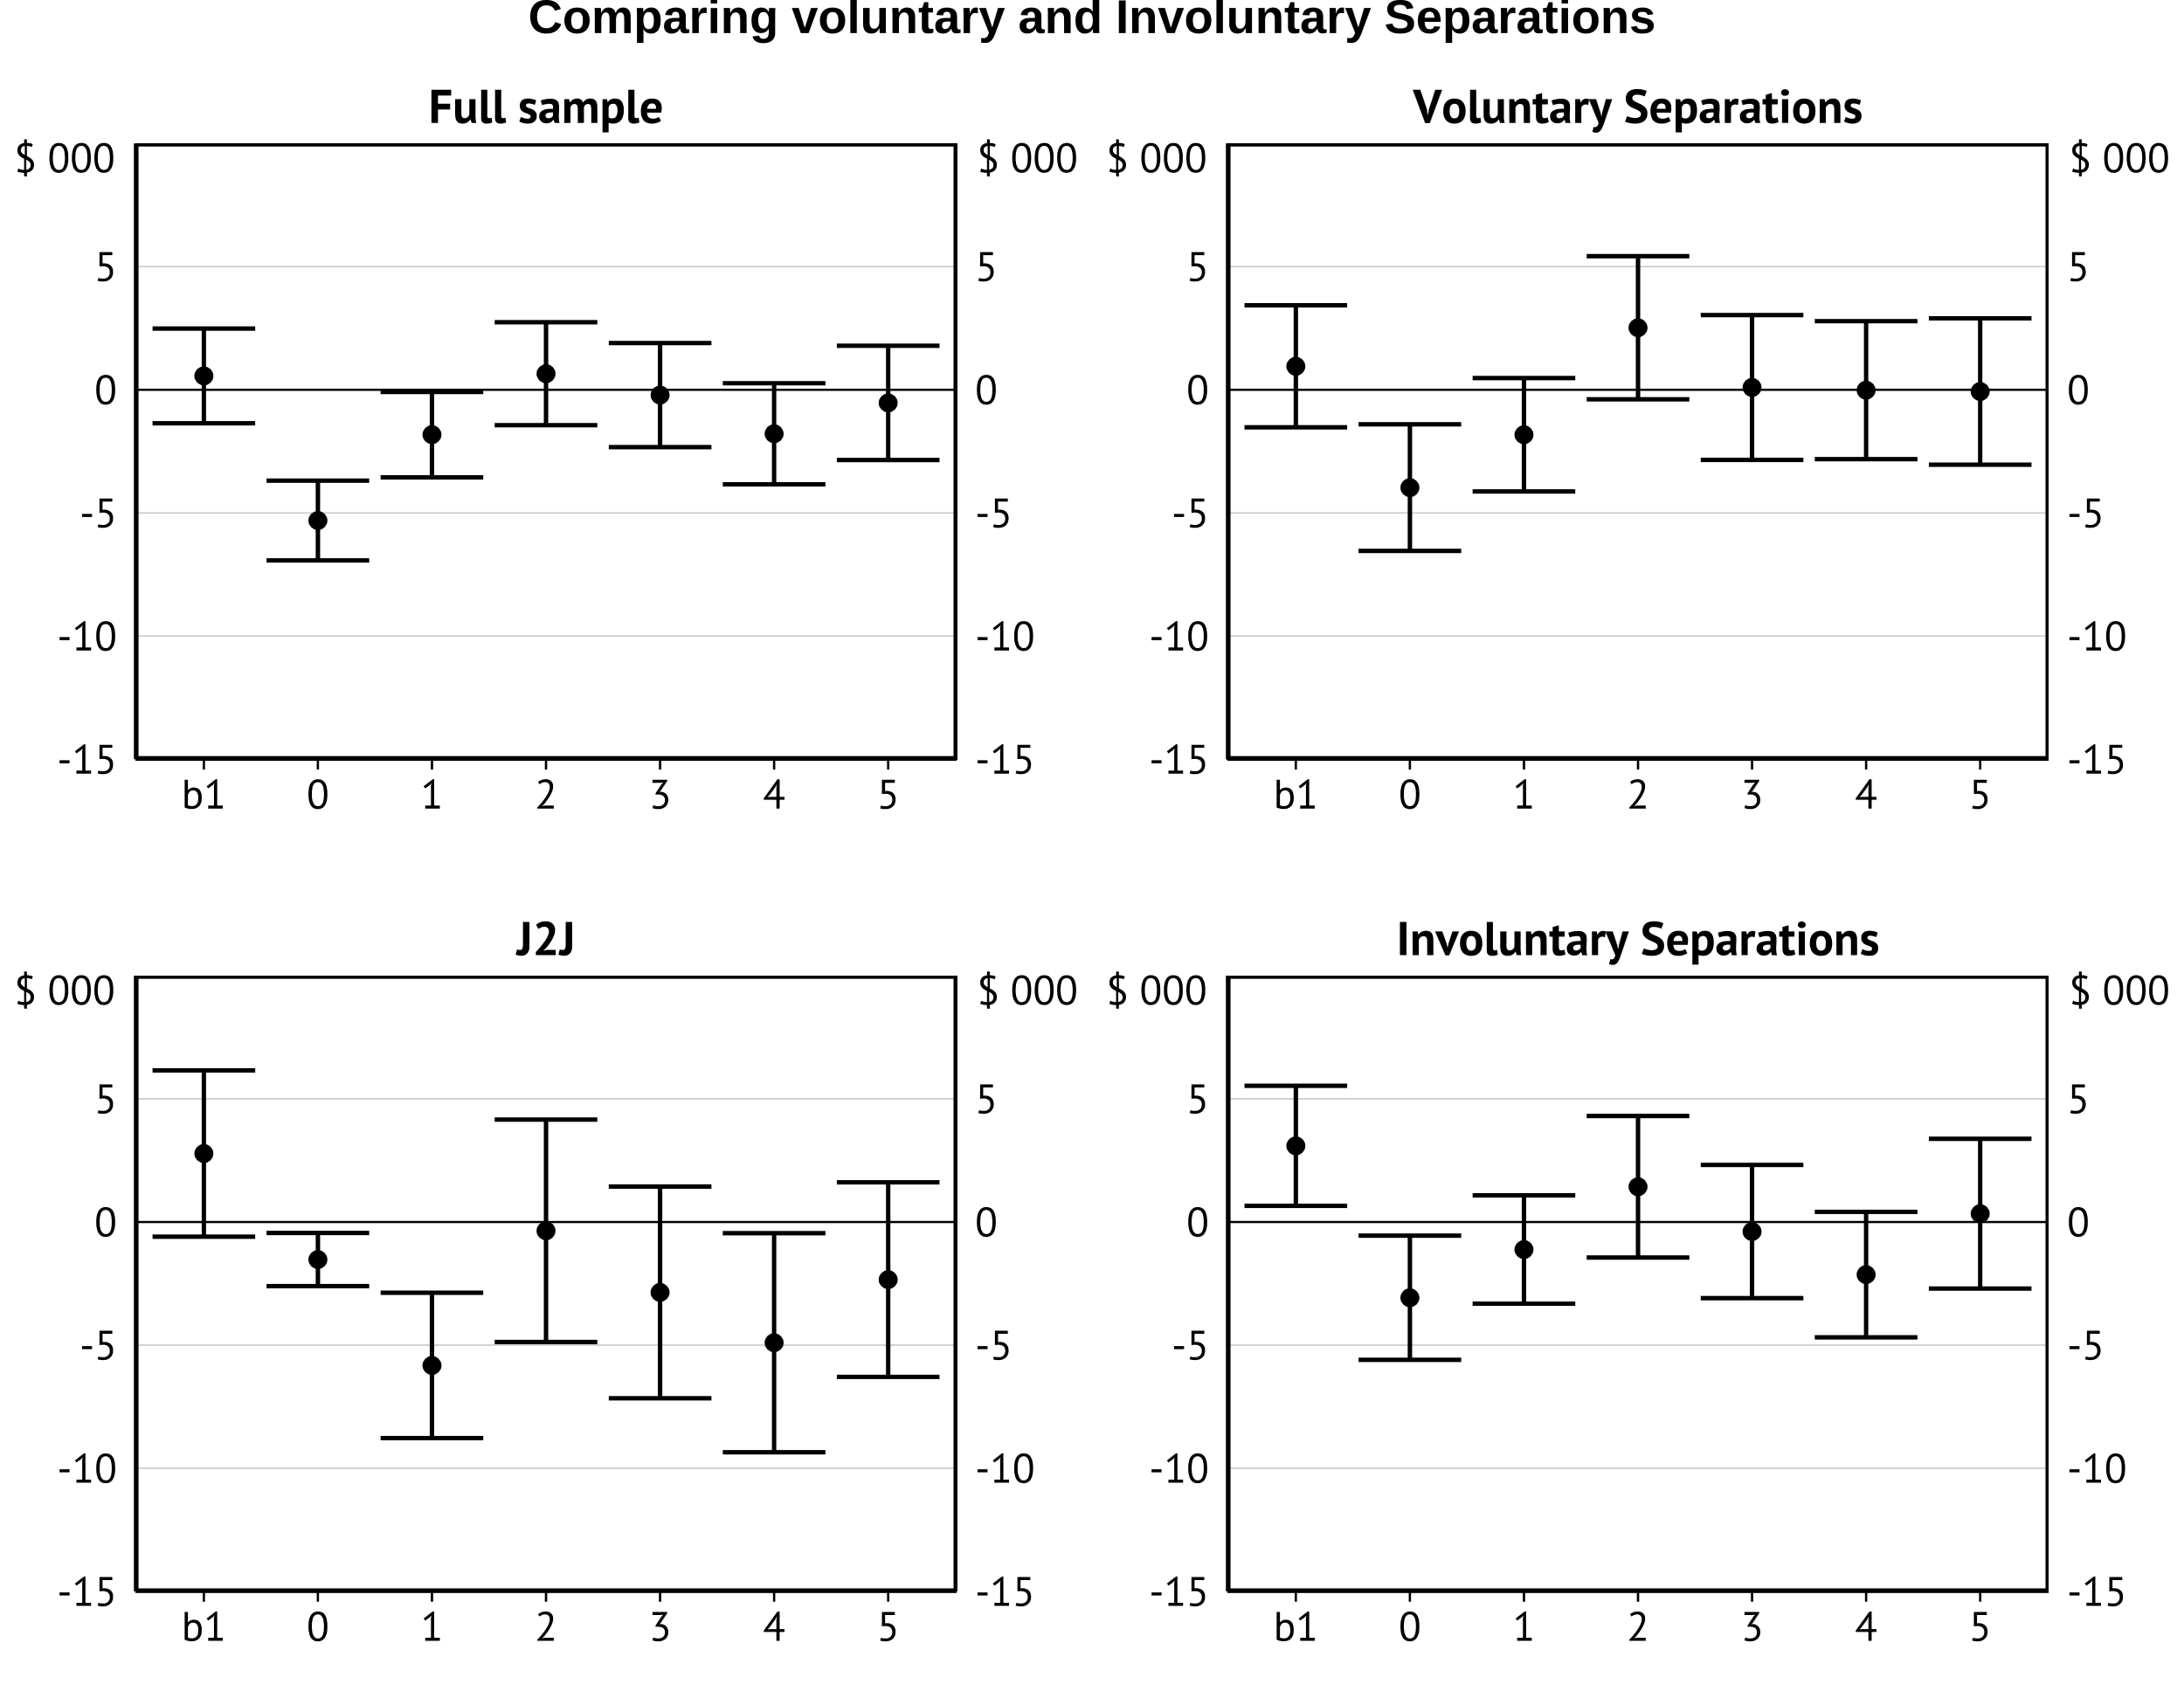 Comparing voluntary and Involuntary Separations
Full sample
Voluntary Separations
$ 000 $ 000 $ 000 $ 000
5 5 5 5
0 0 0 0
-5 -5 -5 -5
-10 -10 -10 -10
-15 -15 -15 -15
b1 0 1 2 3 4 5 b1 0 1 2 3 4 5
J2J
Involuntary Separations
$ 000 $ 000 $ 000 $ 000
5 5 5 5
0 0 0 0
-5 -5 -5 -5
-10 -10 -10 -10
-15 -15 -15 -15
b1 0 1 2 3 4 5 b1 0 1 2 3 4 5